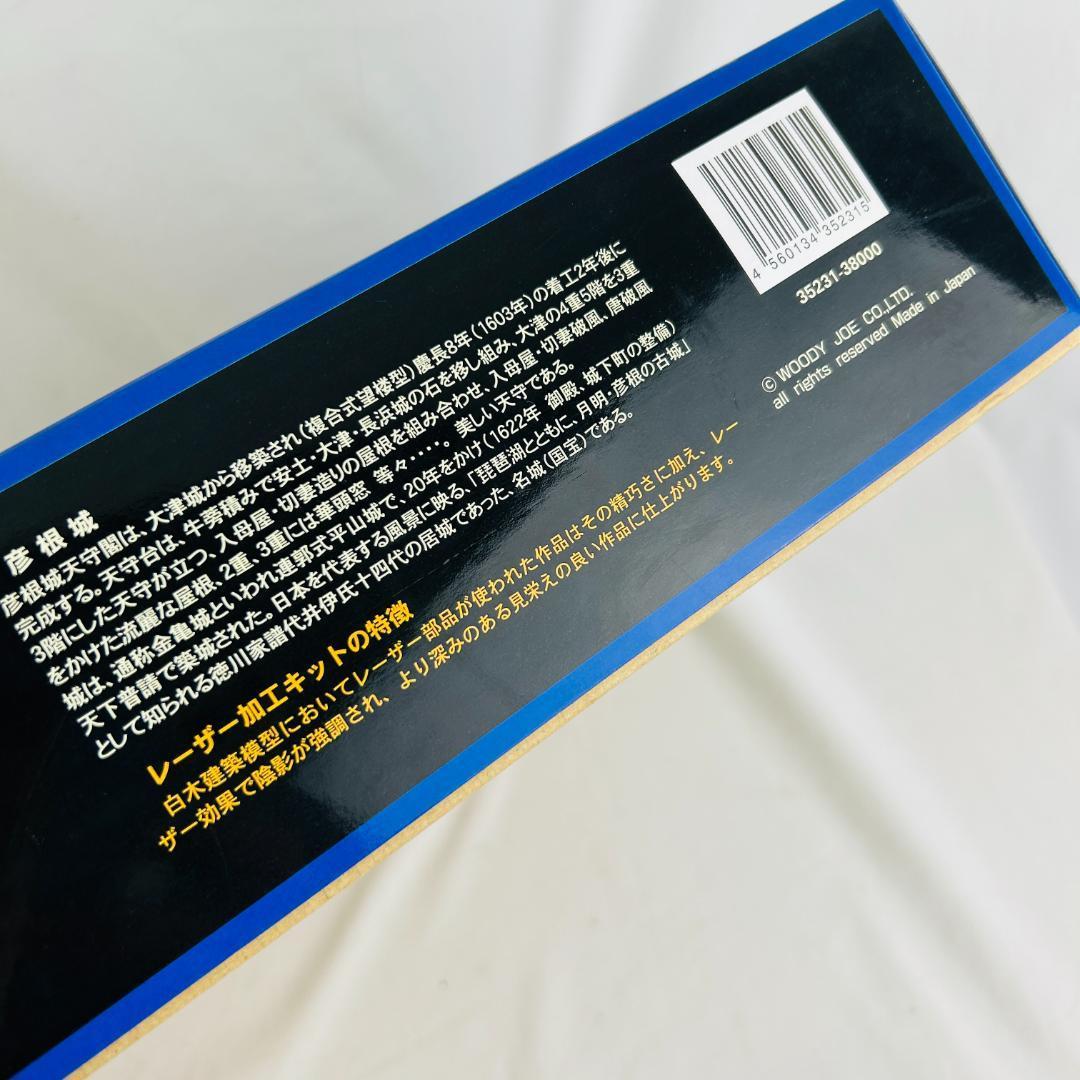 彦根城
彦根城天守閣は、大津城から移築され(複合式望楼型)慶長8年(1603年)の着工2年後に
完成する。天守台は、牛蒡積みで安土・大津・長浜城の石を移し組み、大津の4重5階を3重
3階にした天守が立つ、入母屋・切妻造りの屋根を組み合わせ、入母屋・切妻破風、唐破風
をかけた流麗な屋根、2重、3重には華頭窓 等々・・・・。美しい天守である。
城は、通称金亀城といわれ連郭式平山城で、20年をかけ(1622年 御殿、城下町の整備)
天下普請で築城された。日本を代表する風景に映る、「琵琶湖とともに、月明・彦根の古城」
として知られる徳川家譜代井伊氏十四代の居城であった、名城(国宝)である。
レーザー加工キットの特徴
白木建築模型においてレーザー部品が使われた作品はその精巧さに加え、レー
ザー効果で陰影が強調され、より深みのある見栄えの良い作品に仕上がります。
4 560134 352315
35231-38000
©WOODY JOE CO.,LTD.
all rights reserved Made in Japan